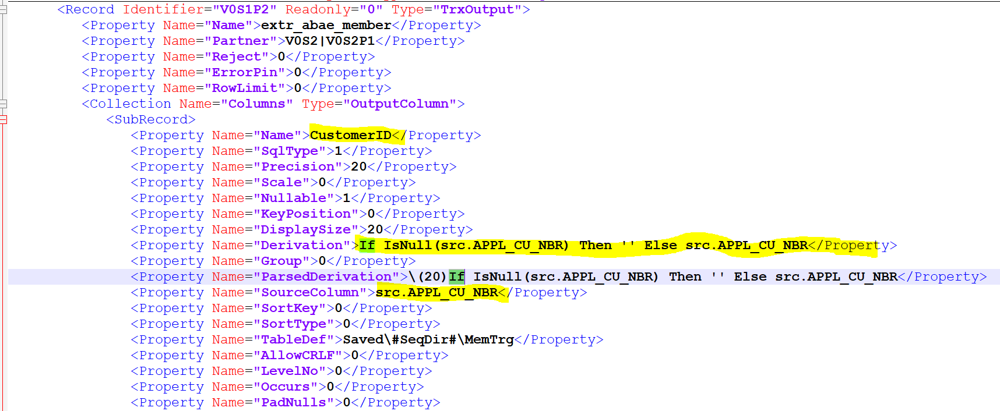 <Record Identifier="V0S1P2" Readonly="0" Type="TrxOutput">
<Property Name="Name">extr_abae_member</Property>
<Property Name="Partner">V0S2|V0S2P1</Property>
<Property Name="Reject">0</Property>
<Property Name="ErrorPin">0</Property>
<Property Name="RowLimit">0</Property>
<Collection Name="Columns" Type="OutputColumn">
<SubRecord>
<Property Name="Name">CustomerID</Property>
<Property Name="SqlType">1</Property>
<Property Name="Precision">20</Property>
<Property Name="Scale">0</Property>
<Property Name="Nullable">1</Property>
<Property Name="KeyPosition">0</Property>
<Property Name="DisplaySize">20</Property>
<Property Name="Derivation">If IsNull(src.APPL_CU_NBR) Then '' Else src.APPL_CU_NBR</Property>
<Property Name="Group">0</Property>
<Property Name="ParsedDerivation">\(20)If IsNull(src.APPL_CU_NBR) Then '' Else src.APPL_CU_NBR</Property>
<Property Name="SourceColumn">src.APPL_CU_NBR</Property>
<Property Name="SortKey">0</Property>
<Property Name="SortType">0</Property>
<Property Name="TableDef">Saved\#SeqDir#\MemTrg</Property>
<Property Name="AllowCRLF">0</Property>
<Property Name="LevelNo">0</Property>
<Property Name="Occurs">0</Property>
<Property Name="PadNulls">0</Property>